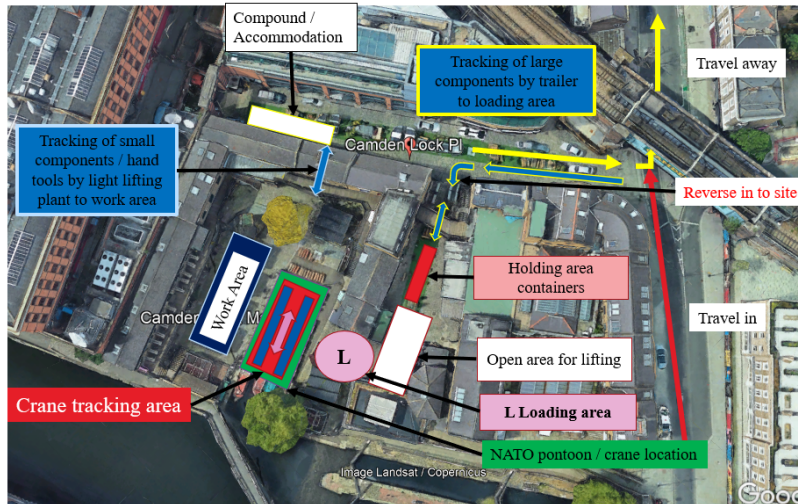 Compound /
Accommodation
Tracking of large
components by trailer
to loading area
Travel away
Tracking of small
components / hand
tools by light lifting
plant to work area
Camden Lock Pl
Reverse in to site
Work Area
Holding area
containers
Camden
M
Travel in
L
Open area for lifting
Crane tracking area
L Loading area
NATO pontoon / crane location
Image Landsat / Copernicus
Goo